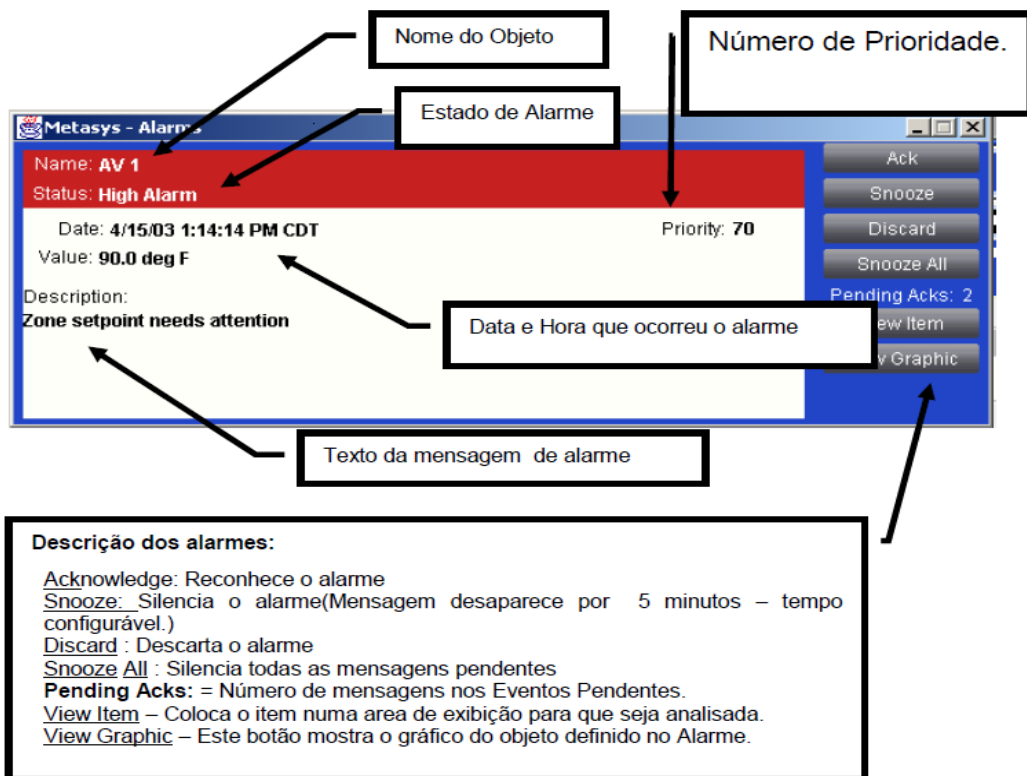 Nome do Objeto
Número de Prioridade.
Estado de Alarme
Metasys - Alarms
Name: AV 1
Status: High Alarm
Date: 4/15/03 1:14:14 PM CDT
Priority: 70
Value: 90.0 deg F
Description:
Zone setpoint needs attention
Ack
Snooze
Discard
Snooze All
Pending Acks: 2
Item
Graphic
Data e Hora que ocorreu o alarme
Texto da mensagem de alarme
Descrição dos alarmes:
Acknowledge: Reconhece o alarme
Snooze: Silencia o alarme(Mensagem desaparece por 5 minutos – tempo
configurável.)
Discard : Descarta o alarme
Snooze All : Silencia todas as mensagens pendentes
Pending Acks: = Número de mensagens nos Eventos Pendentes.
View Item – Coloca o item numa area de exibição para que seja analisada.
View Graphic – Este botão mostra o gráfico do objeto definido no Alarme.